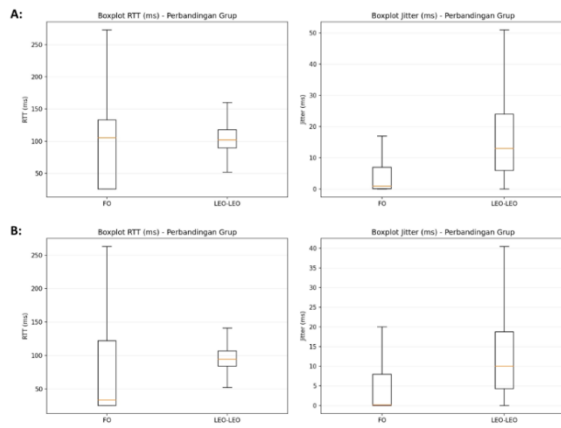 A:
Boxplot RTT (ms) - Perbandingan Grup
RTT (ms)
250
200
150
100
50
FO
LEO-LEO
Boxplot Jitter (ms) - Perbandingan Grup
Jitter (ms)
50
40
30
20
10
0
FO
LEO-LEO
B:
Boxplot RTT (ms) - Perbandingan Grup
RTT (ms)
250
200
150
100
50
FO
LEO-LEO
Boxplot Jitter (ms) - Perbandingan Grup
Jitter (ms)
40
35
30
25
20
15
10
5
0
FO
LEO-LEO